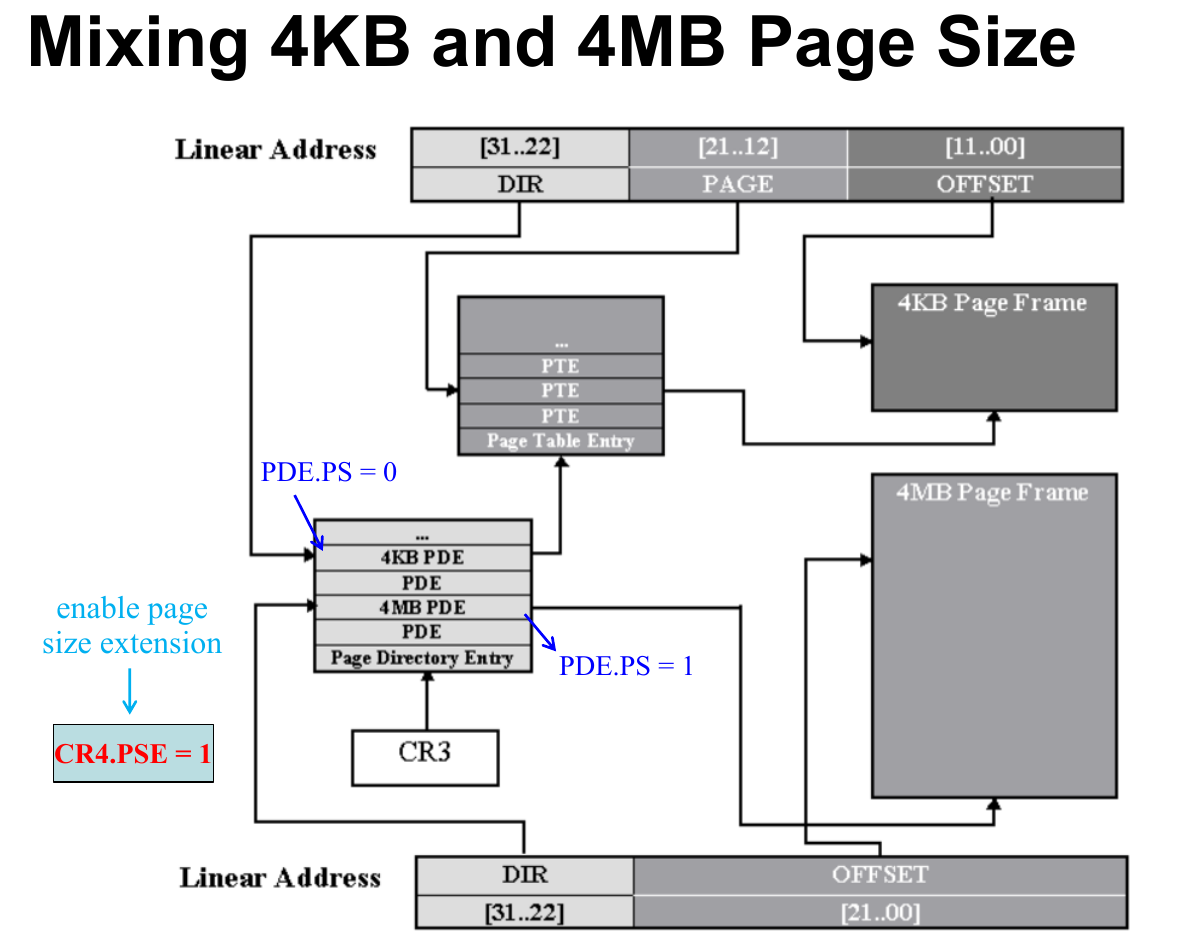 Mixing 4KB and 4MB Page Size
Linear Address
[31..22] [21..12] [11..00]
DIR PAGE OFFSET
4KB Page Frame
...
PTE
PTE
PTE
Page Table Entry
PDE.PS = 0
4MB Page Frame
...
4KB PDE
PDE
4MB PDE
PDE
Page Directory Entry
enable page
size extension
PDE.PS = 1
CR4.PSE = 1
CR3
Linear Address
DIR OFFSET
[31..22] [21..00]